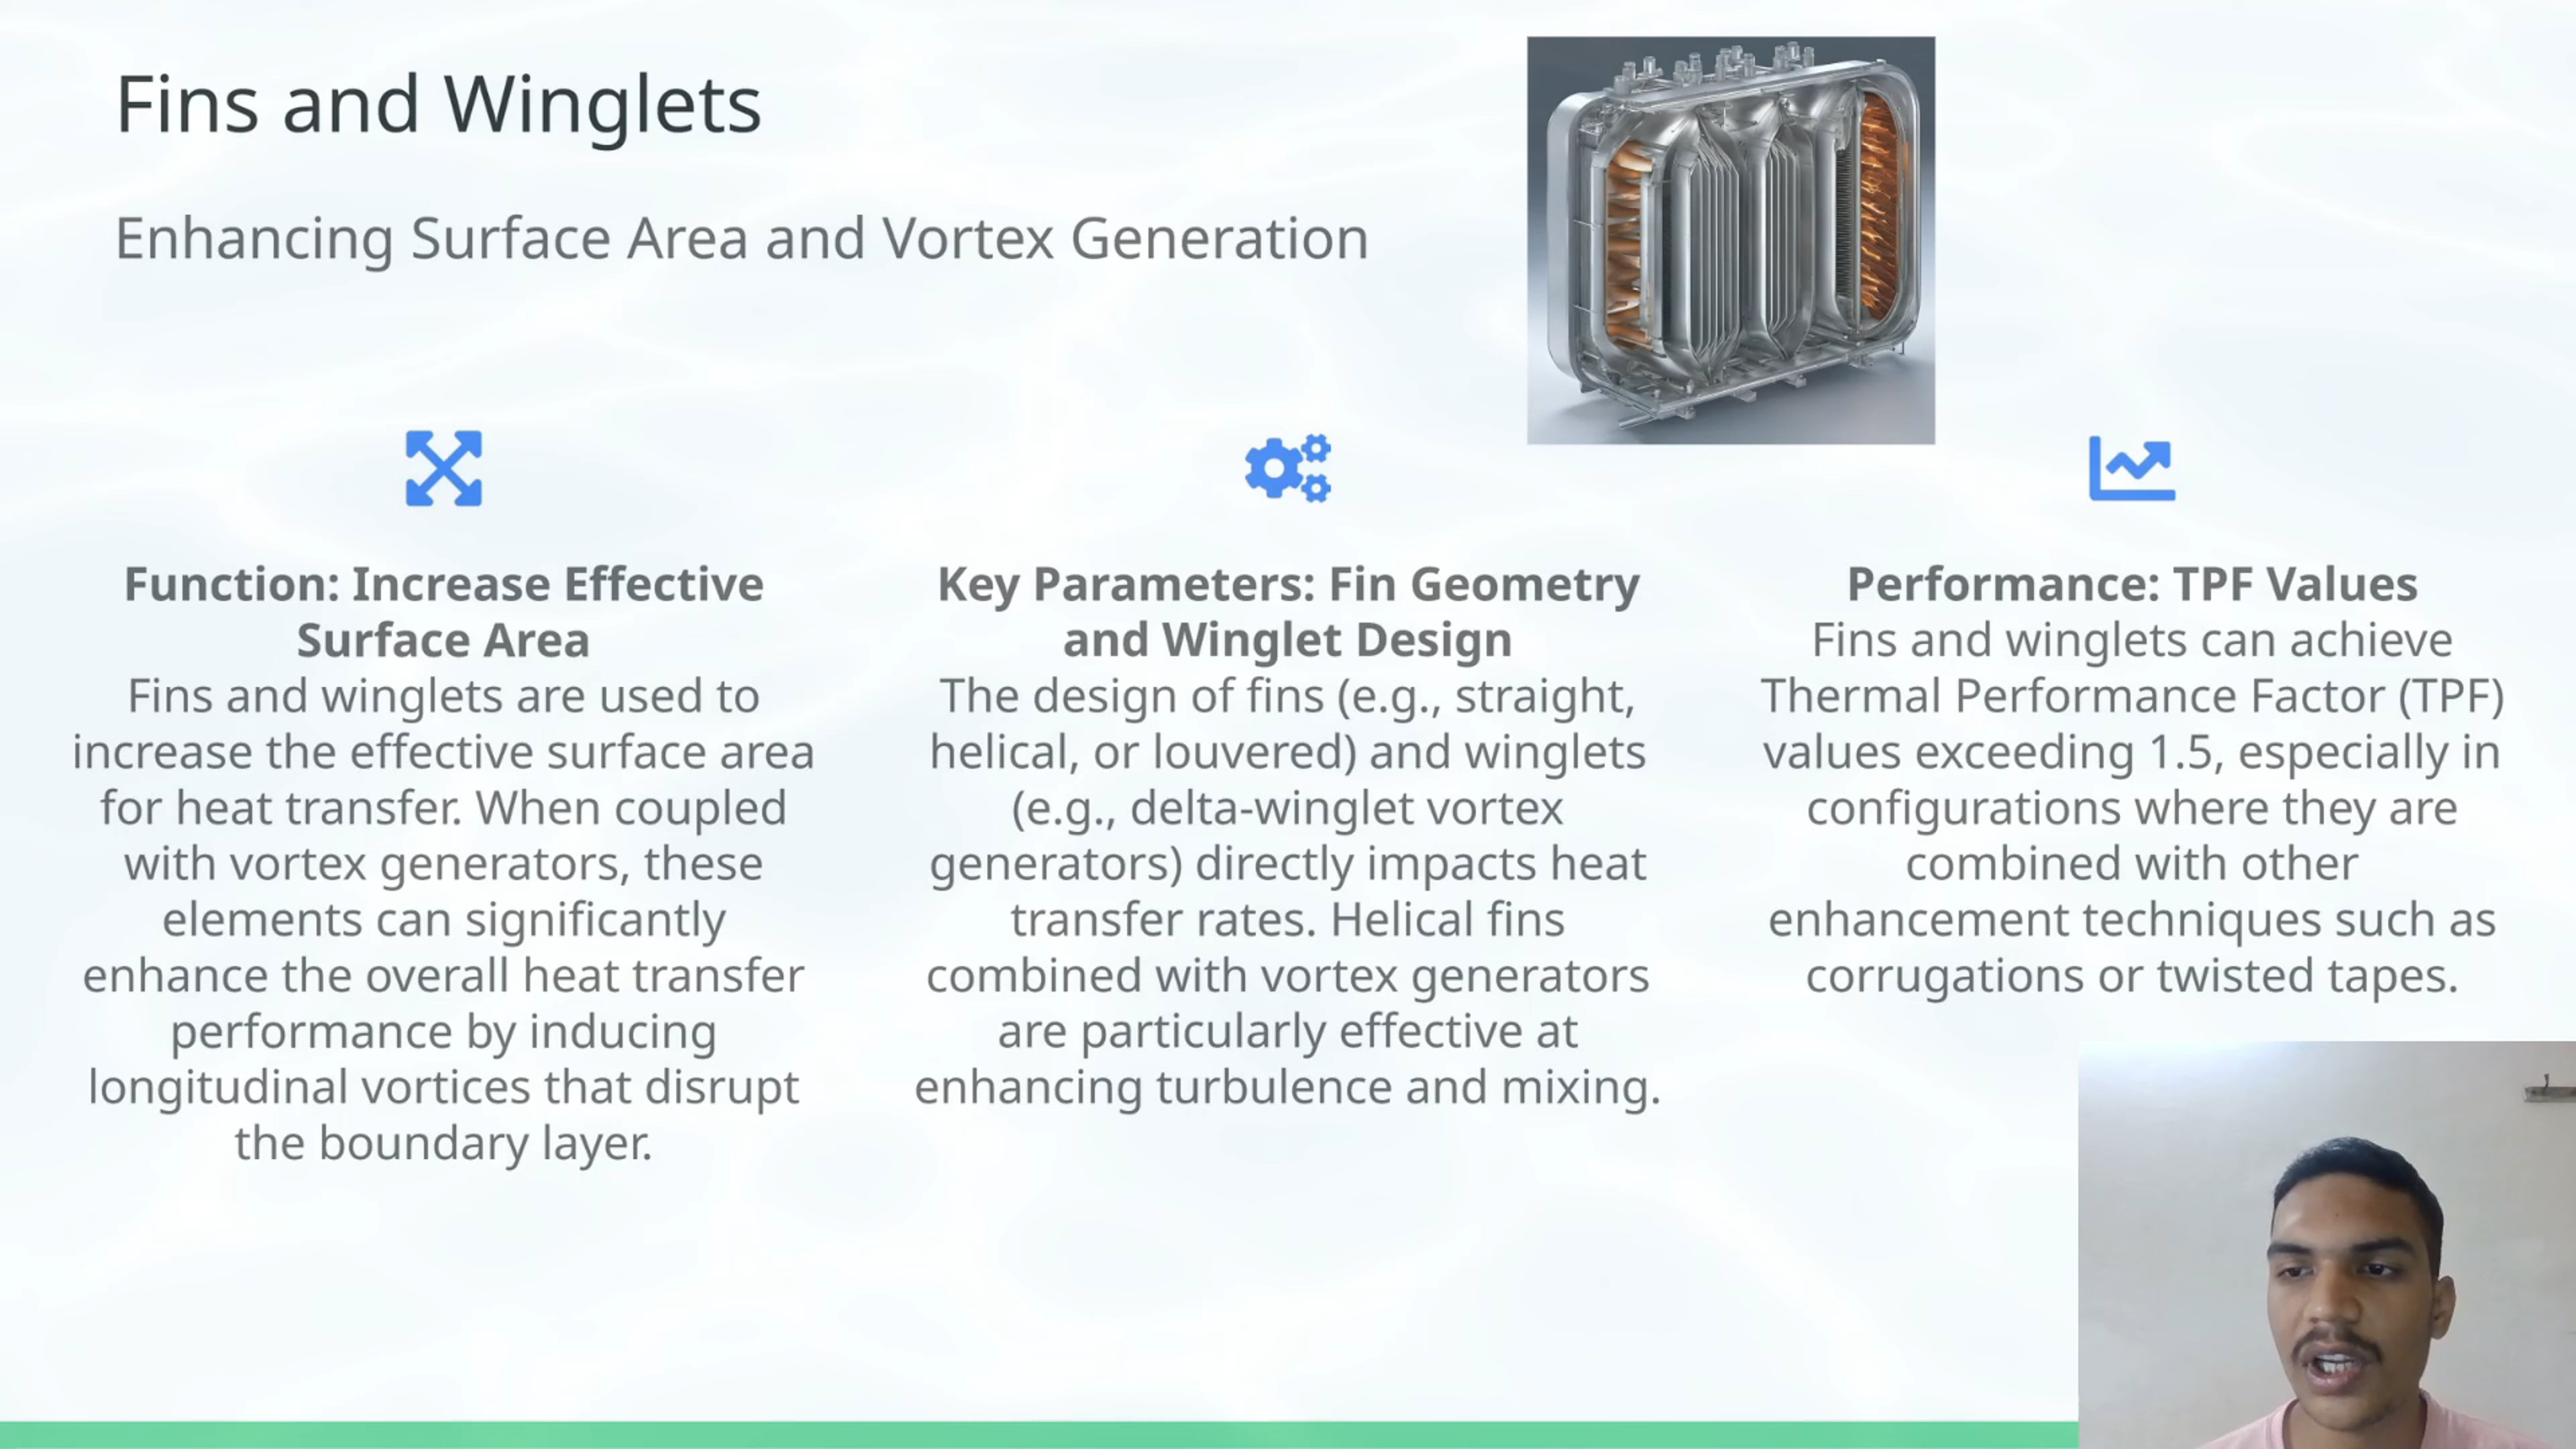 Fins and Winglets
Enhancing Surface Area and Vortex Generation
Function: Increase Effective
Surface Area
Fins and winglets are used to
increase the effective surface area
for heat transfer. When coupled
with vortex generators, these
elements can significantly
enhance the overall heat transfer
performance by inducing
longitudinal vortices that disrupt
the boundary layer.
Key Parameters: Fin Geometry
and Winglet Design
The design of fins (e.g., straight,
helical, or louvered) and winglets
(e.g., delta-winglet vortex
generators) directly impacts heat
transfer rates. Helical fins
combined with vortex generators
are particularly effective at
enhancing turbulence and mixing.
Performance: TPF Values
Fins and winglets can achieve
Thermal Performance Factor (TPF)
values exceeding 1.5, especially in
configurations where they are
combined with other
enhancement techniques such as
corrugations or twisted tapes.